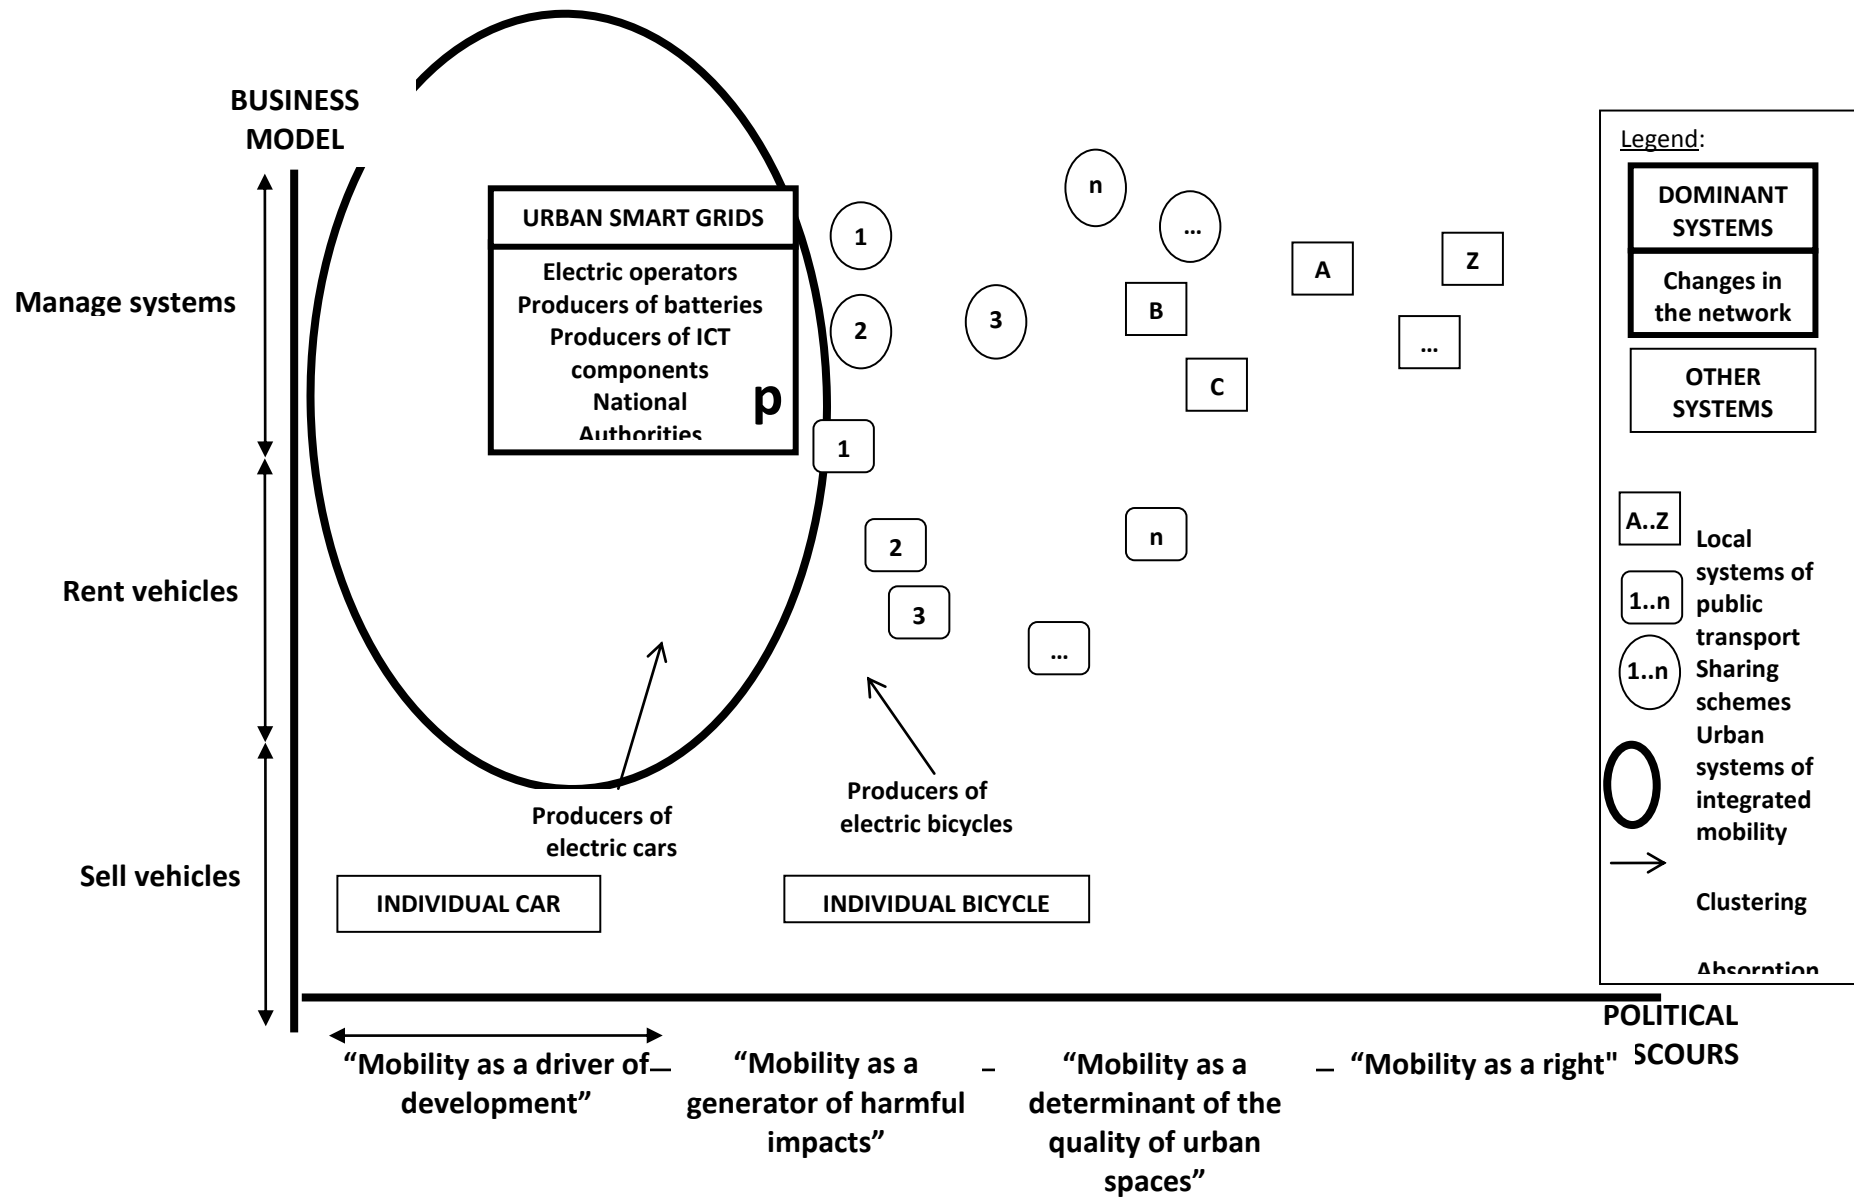 BUSINESS
MODEL
Manage systems
Rent vehicles
Sell vehicles
URBAN SMART GRIDS
Electric operators
Producers of batteries
Producers of ICT
components
National
Authorities
p
1
2
3
n
...
A
B
C
...
Z
1
2
3
...
n
Producers of
electric cars
Producers of
electric bicycles
INDIVIDUAL CAR
INDIVIDUAL BICYCLE
Legend:
DOMINANT
SYSTEMS
Changes in
the network
OTHER
SYSTEMS
A..Z
1..n
1..n
Local
systems of
public
transport
Sharing
schemes
Urban
systems of
integrated
mobility
Clustering
Absorption
POLITICAL
SCOURS
“Mobility as a driver of
development”
“Mobility as a
generator of harmful
impacts”
“Mobility as a
determinant of the
quality of urban
spaces”
“Mobility as a right"